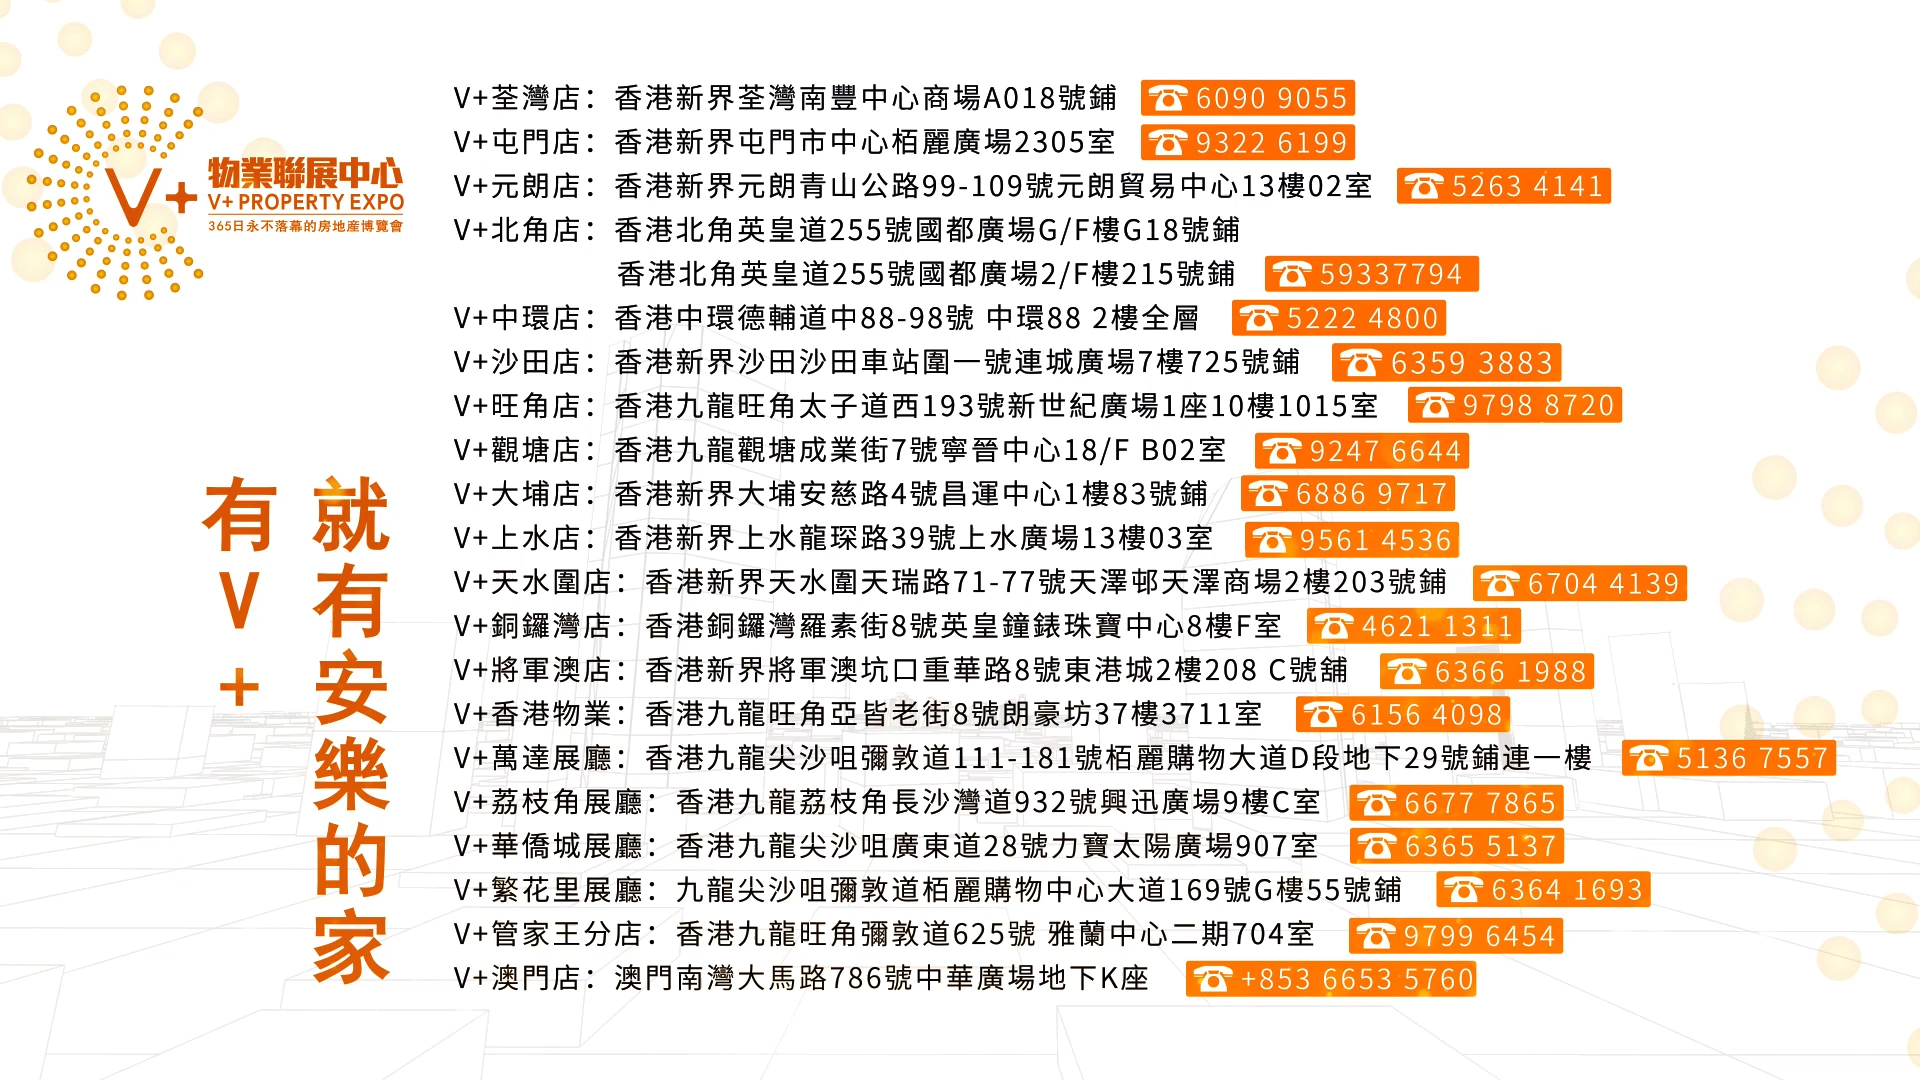 物業聯展中心
V+ PROPERTY EXPO
365日永不落幕的房地産博覽會
有V+
就有安樂的家
V+荃灣店：香港新界荃灣南豐中心商場A018號鋪 ☎ 6090 9055
V+屯門店：香港新界屯門市中心栢麗廣場2305室 ☎ 9322 6199
V+元朗店：香港新界元朗青山公路99-109號元朗貿易中心13樓02室 ☎ 5263 4141
V+北角店：香港北角英皇道255號國都廣場G/F樓G18號鋪
香港北角英皇道255號國都廣場2/F樓215號鋪 ☎ 59337794
V+中環店：香港中環德輔道中88-98號 中環88 2樓全層 ☎ 5222 4800
V+沙田店：香港新界沙田沙田車站圍一號連城廣場7樓725號鋪 ☎ 6359 3883
V+旺角店：香港九龍旺角太子道西193號新世紀廣場1座10樓1015室 ☎ 9798 8720
V+觀塘店：香港九龍觀塘成業街7號寧晉中心18/F B02室 ☎ 9247 6644
V+大埔店：香港新界大埔安慈路4號昌運中心1樓83號鋪 ☎ 6886 9717
V+上水店：香港新界上水龍琛路39號上水廣場13樓03室 ☎ 9561 4536
V+天水圍店：香港新界天水圍天瑞路71-77號天澤邨天澤商場2樓203號鋪 ☎ 6704 4139
V+銅鑼灣店：香港銅鑼灣羅素街8號英皇鐘錶珠寶中心8樓F室 ☎ 4621 1311
V+將軍澳店：香港新界將軍澳坑口重華路8號東港城2樓208 C號舖 ☎ 6366 1988
V+香港物業：香港九龍旺角亞皆老街8號朗豪坊37樓3711室 ☎ 6156 4098
V+萬達展廳：香港九龍尖沙咀彌敦道111-181號栢麗購物大道D段地下29號鋪連一樓 ☎ 5136 7557
V+荔枝角展廳：香港九龍荔枝角長沙灣道932號興迅廣場9樓C室 ☎ 6677 7865
V+華僑城展廳：香港九龍尖沙咀廣東道28號力寶太陽廣場907室 ☎ 6365 5137
V+繁花里展廳：九龍尖沙咀彌敦道栢麗購物中心大道169號G樓55號鋪 ☎ 6364 1693
V+管家王分店：香港九龍旺角彌敦道625號 雅蘭中心二期704室 ☎ 9799 6454
V+澳門店：澳門南灣大馬路786號中華廣場地下K座 ☎ +853 6653 5760